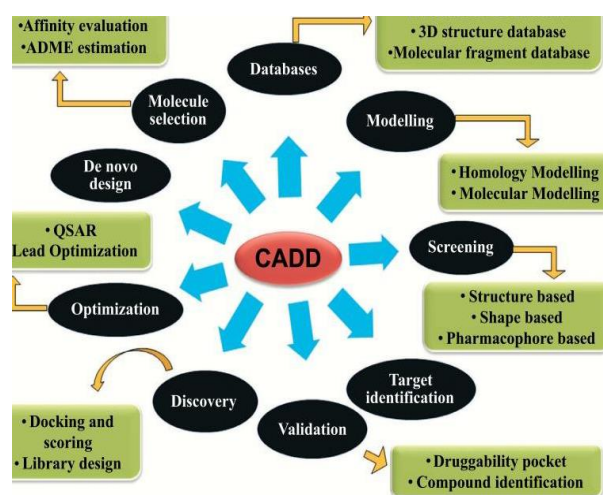 • Affinity evaluation
• ADME estimation
• 3D structure database
• Molecular fragment database
Databases
Molecule
selection
Modelling
De novo
design
• Homology Modelling
• Molecular Modelling
• QSAR
Lead Optimization
CADD
Screening
Optimization
• Structure based
• Shape based
• Pharmacophore based
Target
identification
Discovery
Validation
• Docking and
scoring
• Library design
• Druggability pocket
• Compound identification